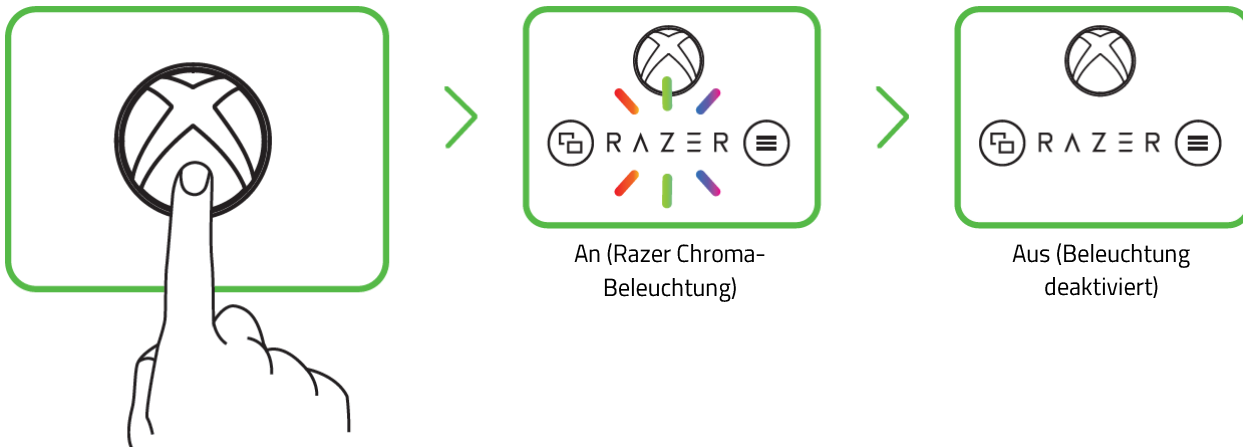 RAZER
An (Razer Chroma-
Beleuchtung)
RAZER
Aus (Beleuchtung
deaktiviert)